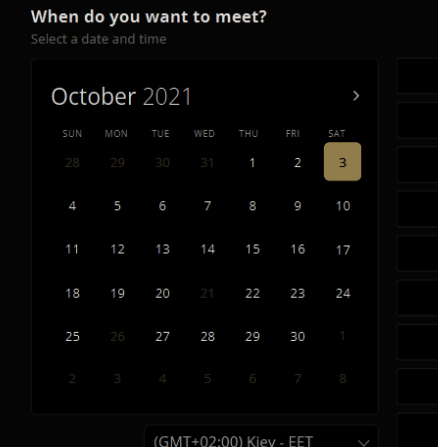 When do you want to meet?
Select a date and time
October 2021
SUN MON TUE WED THU FRI SAT
28 29 30 31 1 2 3
4 5 6 7 8 9 10
11 12 13 14 15 16 17
18 19 20 21 22 23 24
25 26 27 28 29 30 1
2 3 4 5 6 7 8
(GMT+02:00) Kiev - EET